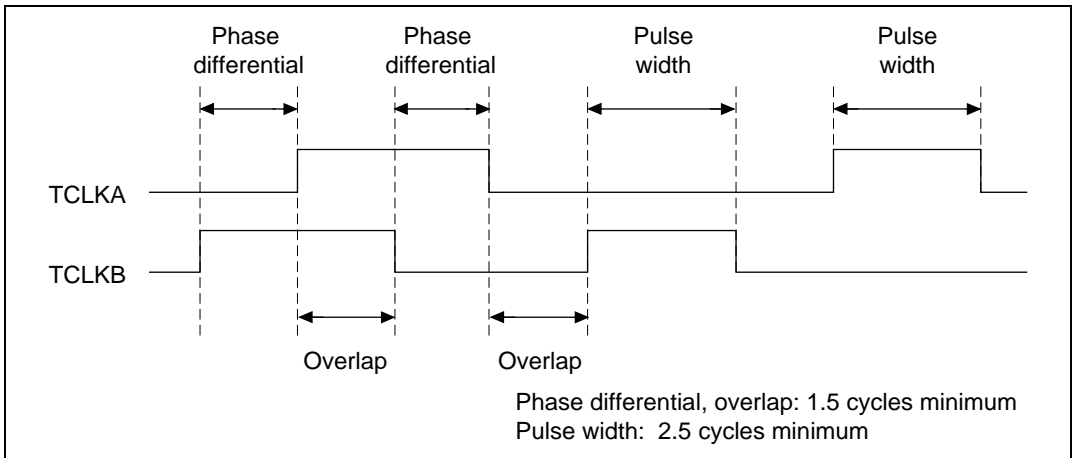 Phase
differential
Phase
differential
Pulse
width
Pulse
width
TCLKA
TCLKB
Overlap
Overlap
Phase differential, overlap: 1.5 cycles minimum
Pulse width: 2.5 cycles minimum